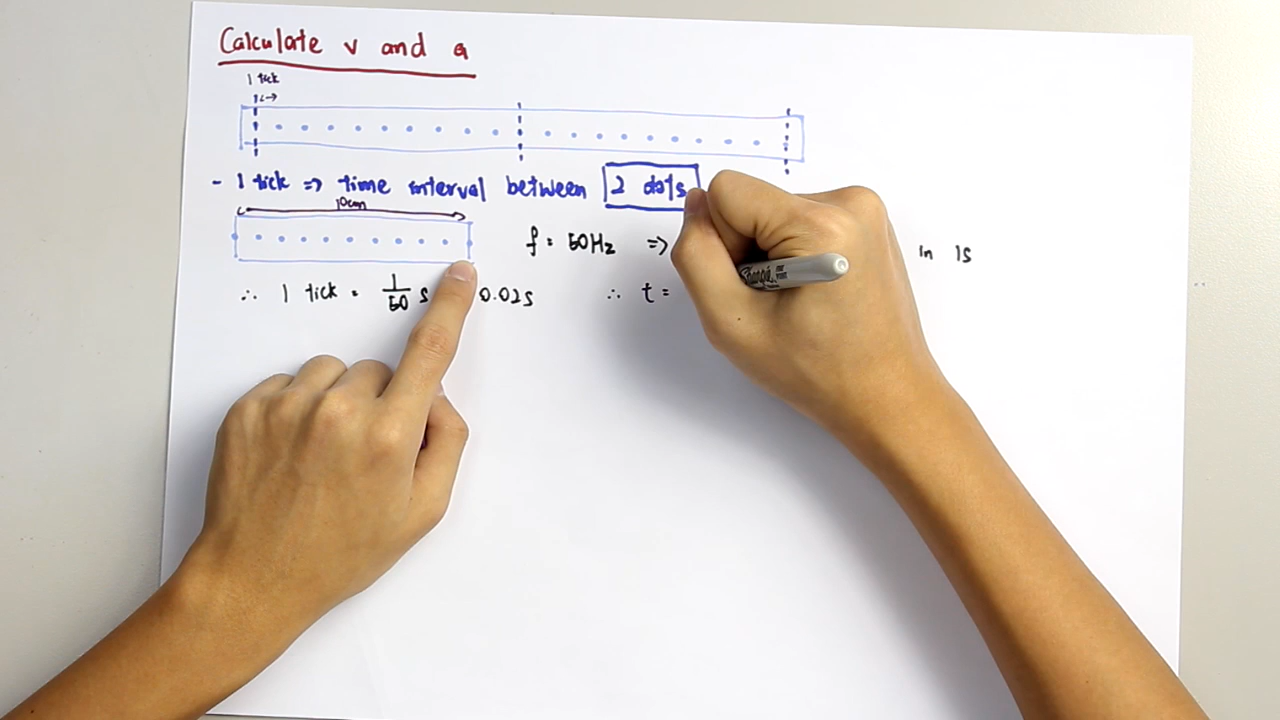 Calculate v and a
1 tick
- 1 tick => time interval between 2 dots
10cm
f = 50Hz => in 1s
∴ 1 tick = 1/50 s 0.02s ∴ t =
Sharpie